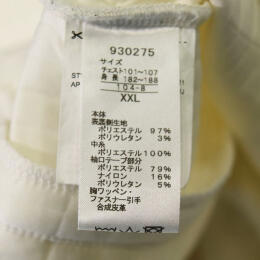 930275
サイズ
チェスト101～107
身長 182～188
104-8
XXL
本体
表裏側生地
ポリエステル 97%
ポリウレタン 3%
中糸
ポリエステル100%
袖口テープ部分
ポリエステル 79%
ナイロン 16%
ポリウレタン 5%
胸ワッペン・
ファスナー引手
合成皮革